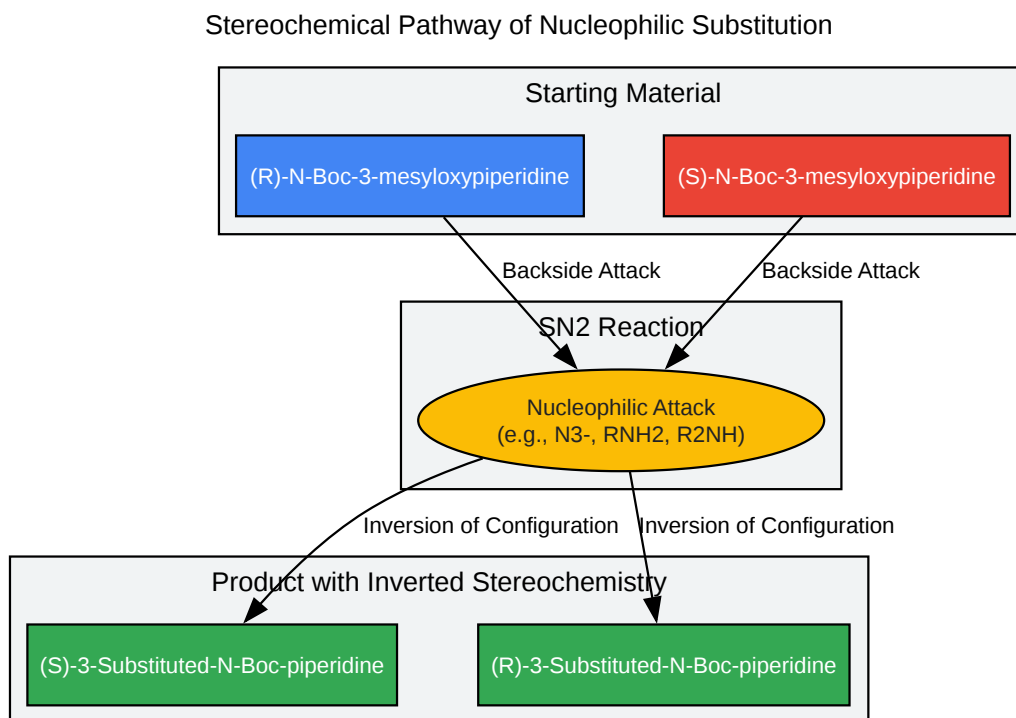 Stereochemical Pathway of Nucleophilic Substitution
Starting Material
(R)-N-Boc-3-mesyloxypiperidine
(S)-N-Boc-3-mesyloxypiperidine
Backside Attack
Backside Attack
SN2 Reaction
Nucleophilic Attack
(e.g., N3-, RNH2, R2NH)
Inversion of Configuration
Inversion of Configuration
Product with Inverted Stereochemistry
(S)-3-Substituted-N-Boc-piperidine
(R)-3-Substituted-N-Boc-piperidine